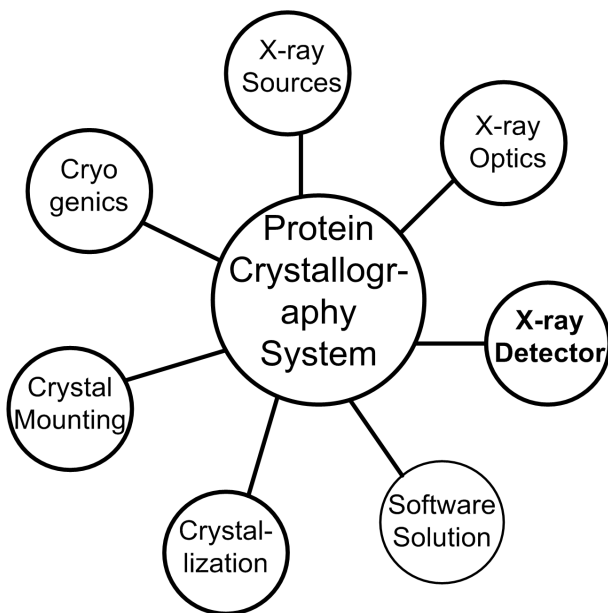 X-ray
Sources
X-ray
Optics
Cryo
genics
Protein
Crystallogr-
aphy
System
X-ray
Detector
Crystal
Mounting
Software
Solution
Crystal-
lization